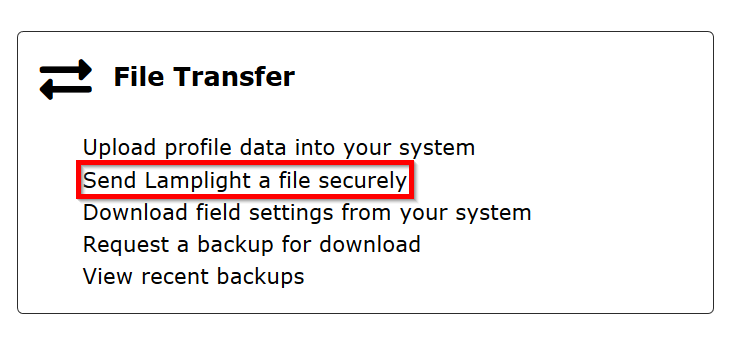 File Transfer
Upload profile data into your system
Send Lamplight a file securely
Download field settings from your system
Request a backup for download
View recent backups